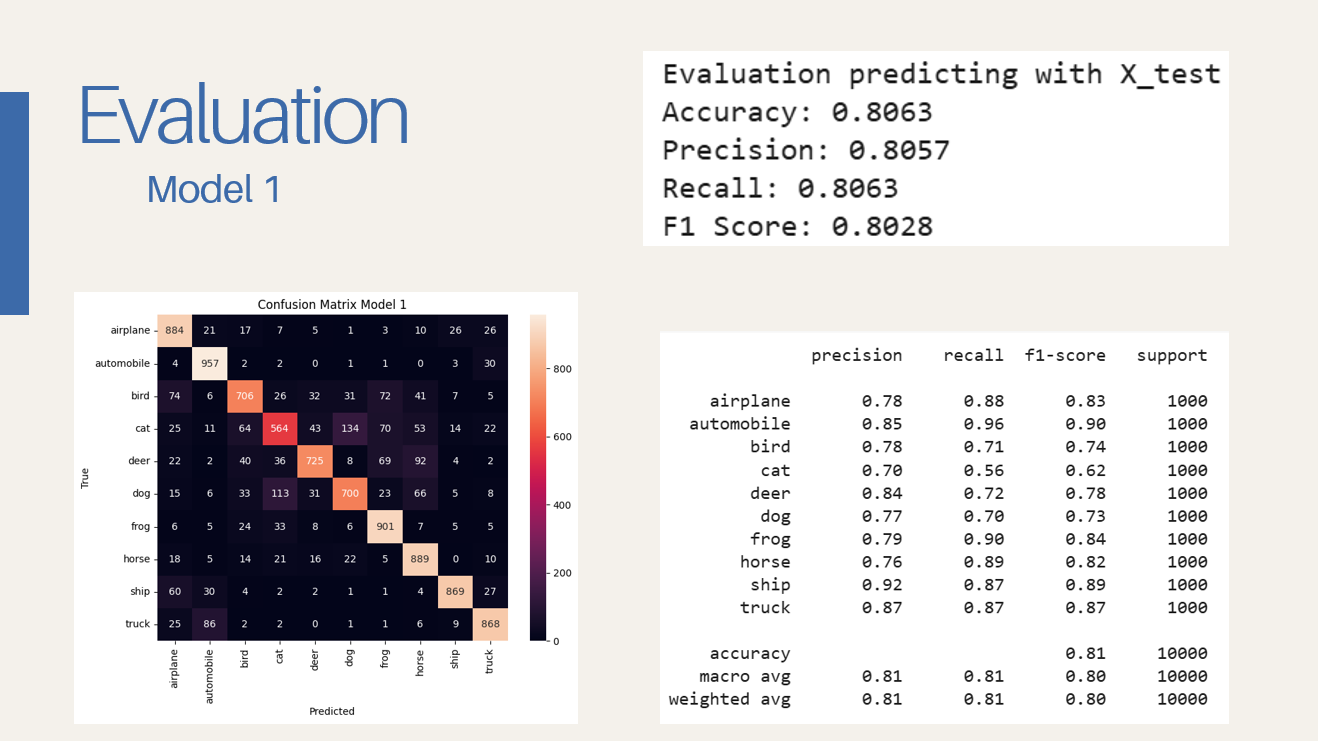 Evaluation
Model 1
Evaluation predicting with X_test
Accuracy: 0.8063
Precision: 0.8057
Recall: 0.8063
F1 Score: 0.8028
Confusion Matrix Model 1
True
airplane 884 21 17 7 5 1 3 10 26 26
automobile 4 957 2 2 0 1 1 0 3 30
bird 74 6 706 26 32 31 72 41 7 5
cat 25 11 64 564 43 134 70 53 14 22
deer 22 2 40 36 725 8 69 92 4 2
dog 15 6 33 113 31 700 23 66 5 8
frog 6 5 24 33 8 6 901 7 5 5
horse 18 5 14 21 16 22 5 889 0 10
ship 60 30 4 2 2 1 1 4 869 27
truck 25 86 2 2 0 1 1 6 9 868
airplane automobile bird cat deer dog frog horse ship truck
Predicted
800
600
400
200
0
precision recall f1-score support
airplane 0.78 0.88 0.83 1000
automobile 0.85 0.96 0.90 1000
bird 0.78 0.71 0.74 1000
cat 0.70 0.56 0.62 1000
deer 0.84 0.72 0.78 1000
dog 0.77 0.70 0.73 1000
frog 0.79 0.90 0.84 1000
horse 0.76 0.89 0.82 1000
ship 0.92 0.87 0.89 1000
truck 0.87 0.87 0.87 1000
accuracy 0.81 10000
macro avg 0.81 0.81 0.80 10000
weighted avg 0.81 0.81 0.80 10000